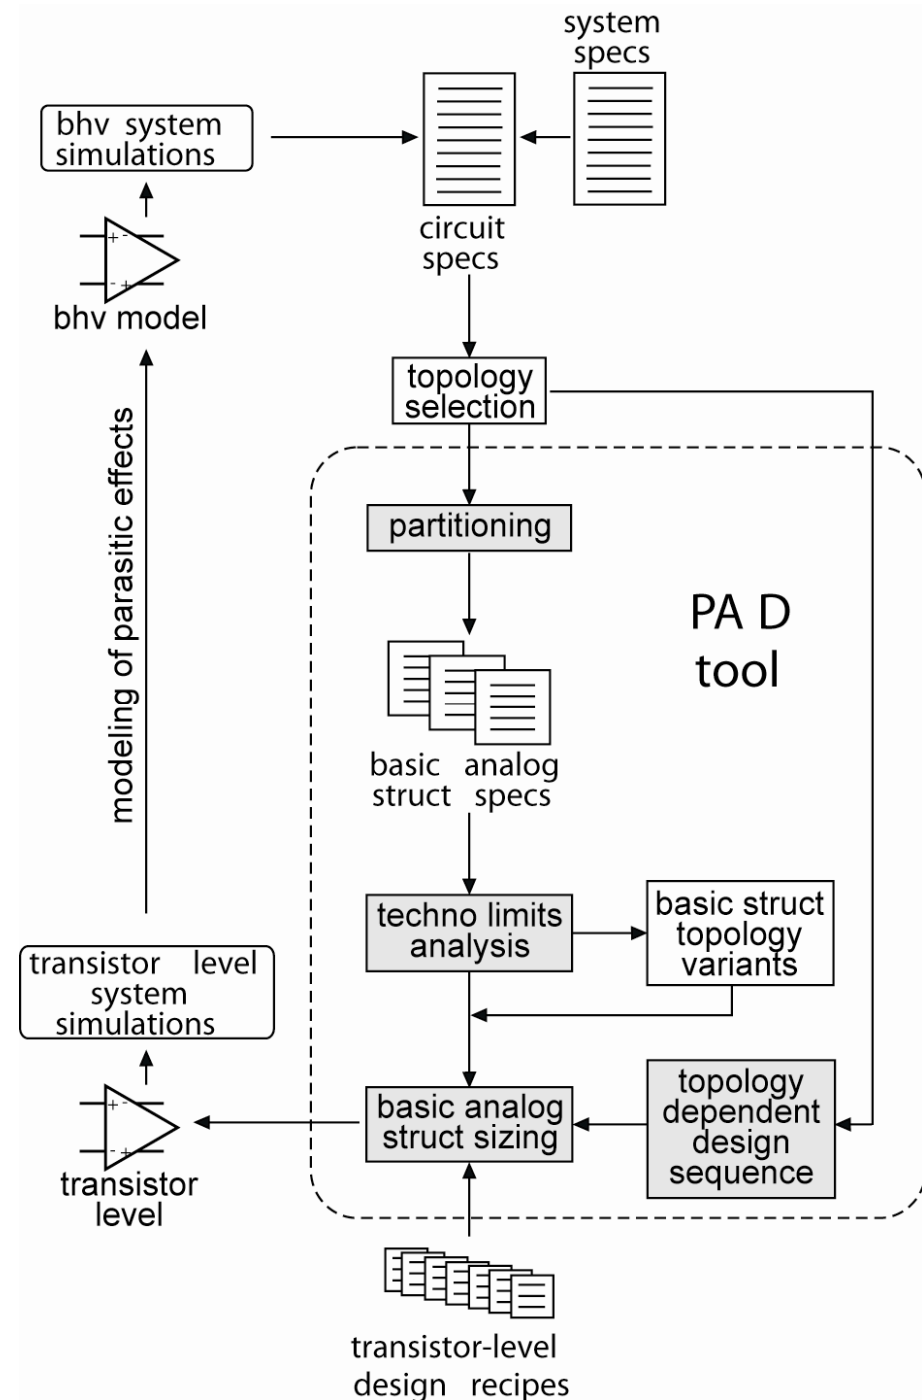 system
specs
bhv system
simulations
circuit
specs
+ -
- +
bhv model
topology
selection
modeling of parasitic effects
partitioning
PA D
tool
basic analog
struct specs
techno limits
analysis
basic struct
topology
variants
transistor level
system
simulations
basic analog
struct sizing
topology
dependent
design
sequence
+ -
- +
transistor
level
transistor-level
design recipes